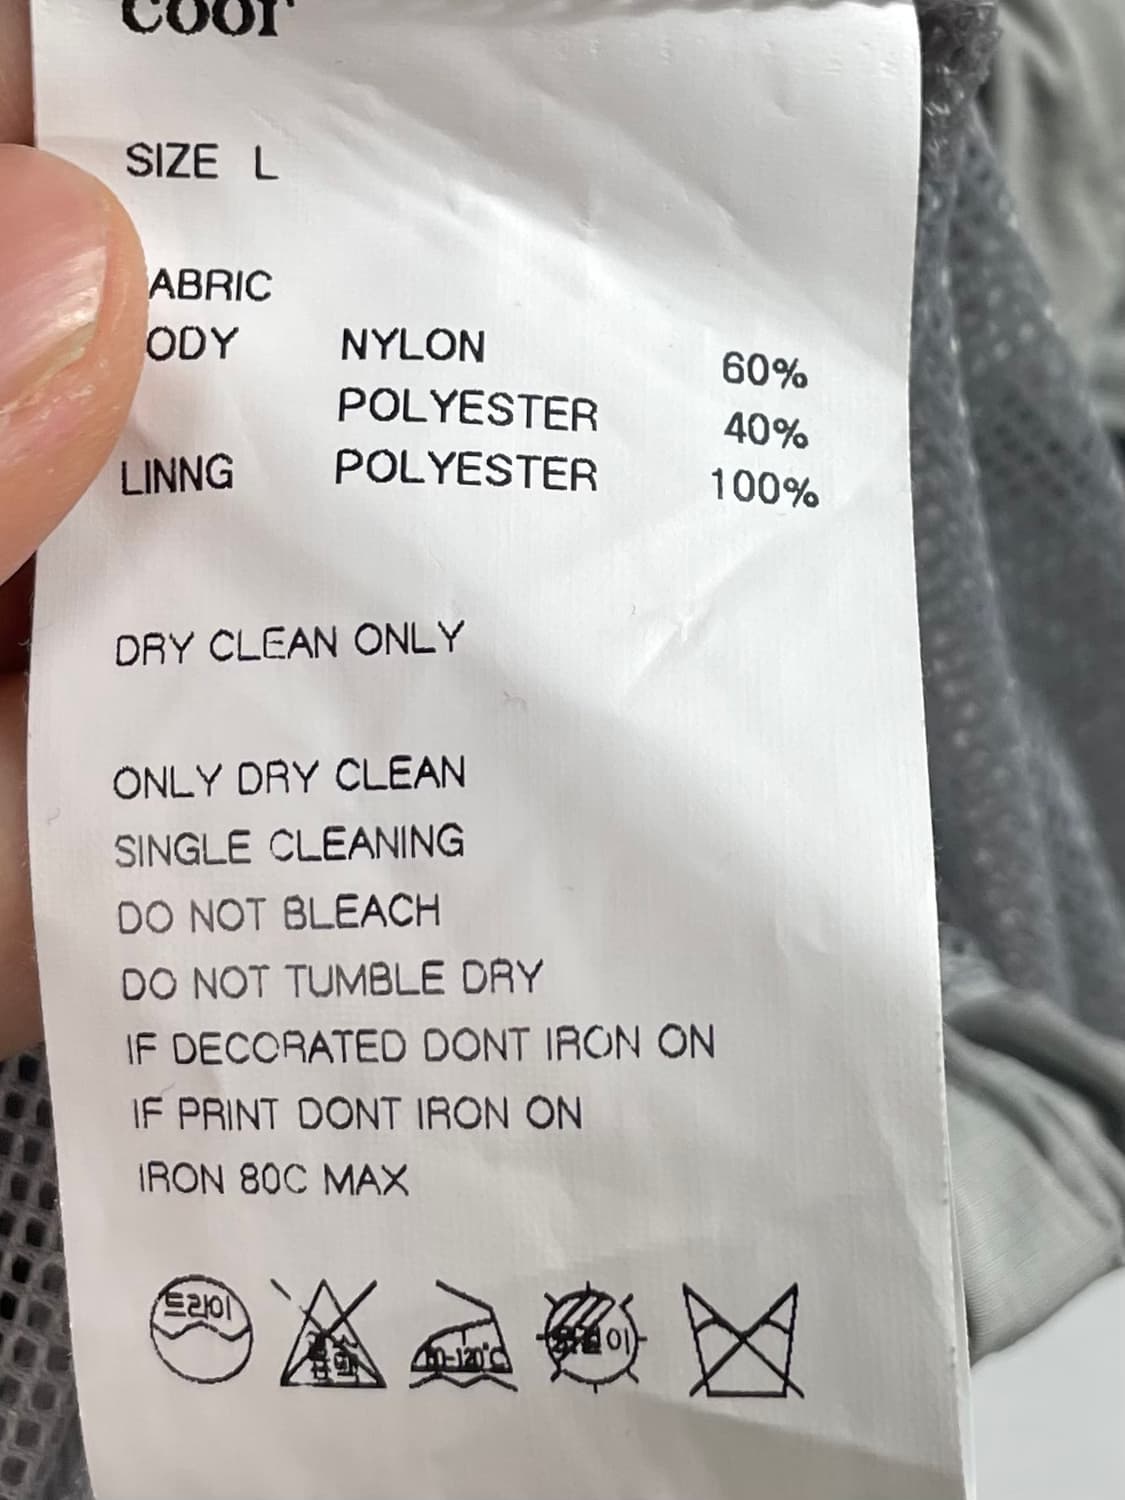 COOR
SIZE L
ABRIC
ODY NYLON 60%
POLYESTER 40%
LINNG POLYESTER 100%
DRY CLEAN ONLY
ONLY DRY CLEAN
SINGLE CLEANING
DO NOT BLEACH
DO NOT TUMBLE DRY
IF DECORATED DONT IRON ON
IF PRINT DONT IRON ON
IRON 80C MAX
드라이